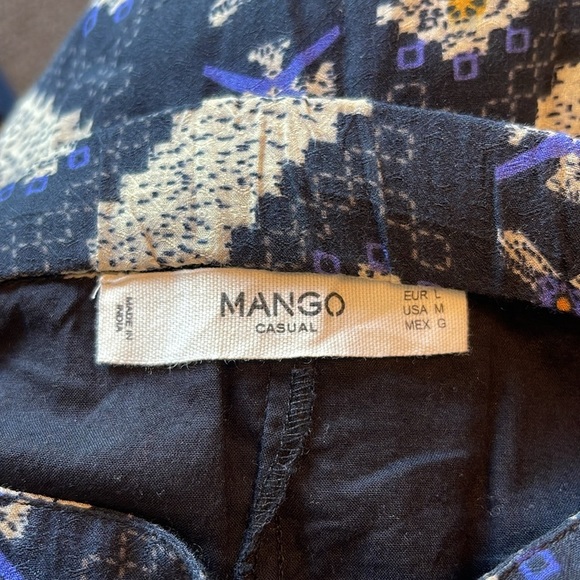 MADE IN
INDIA
MANGO
CASUAL
EUR L
USA M
MEX G